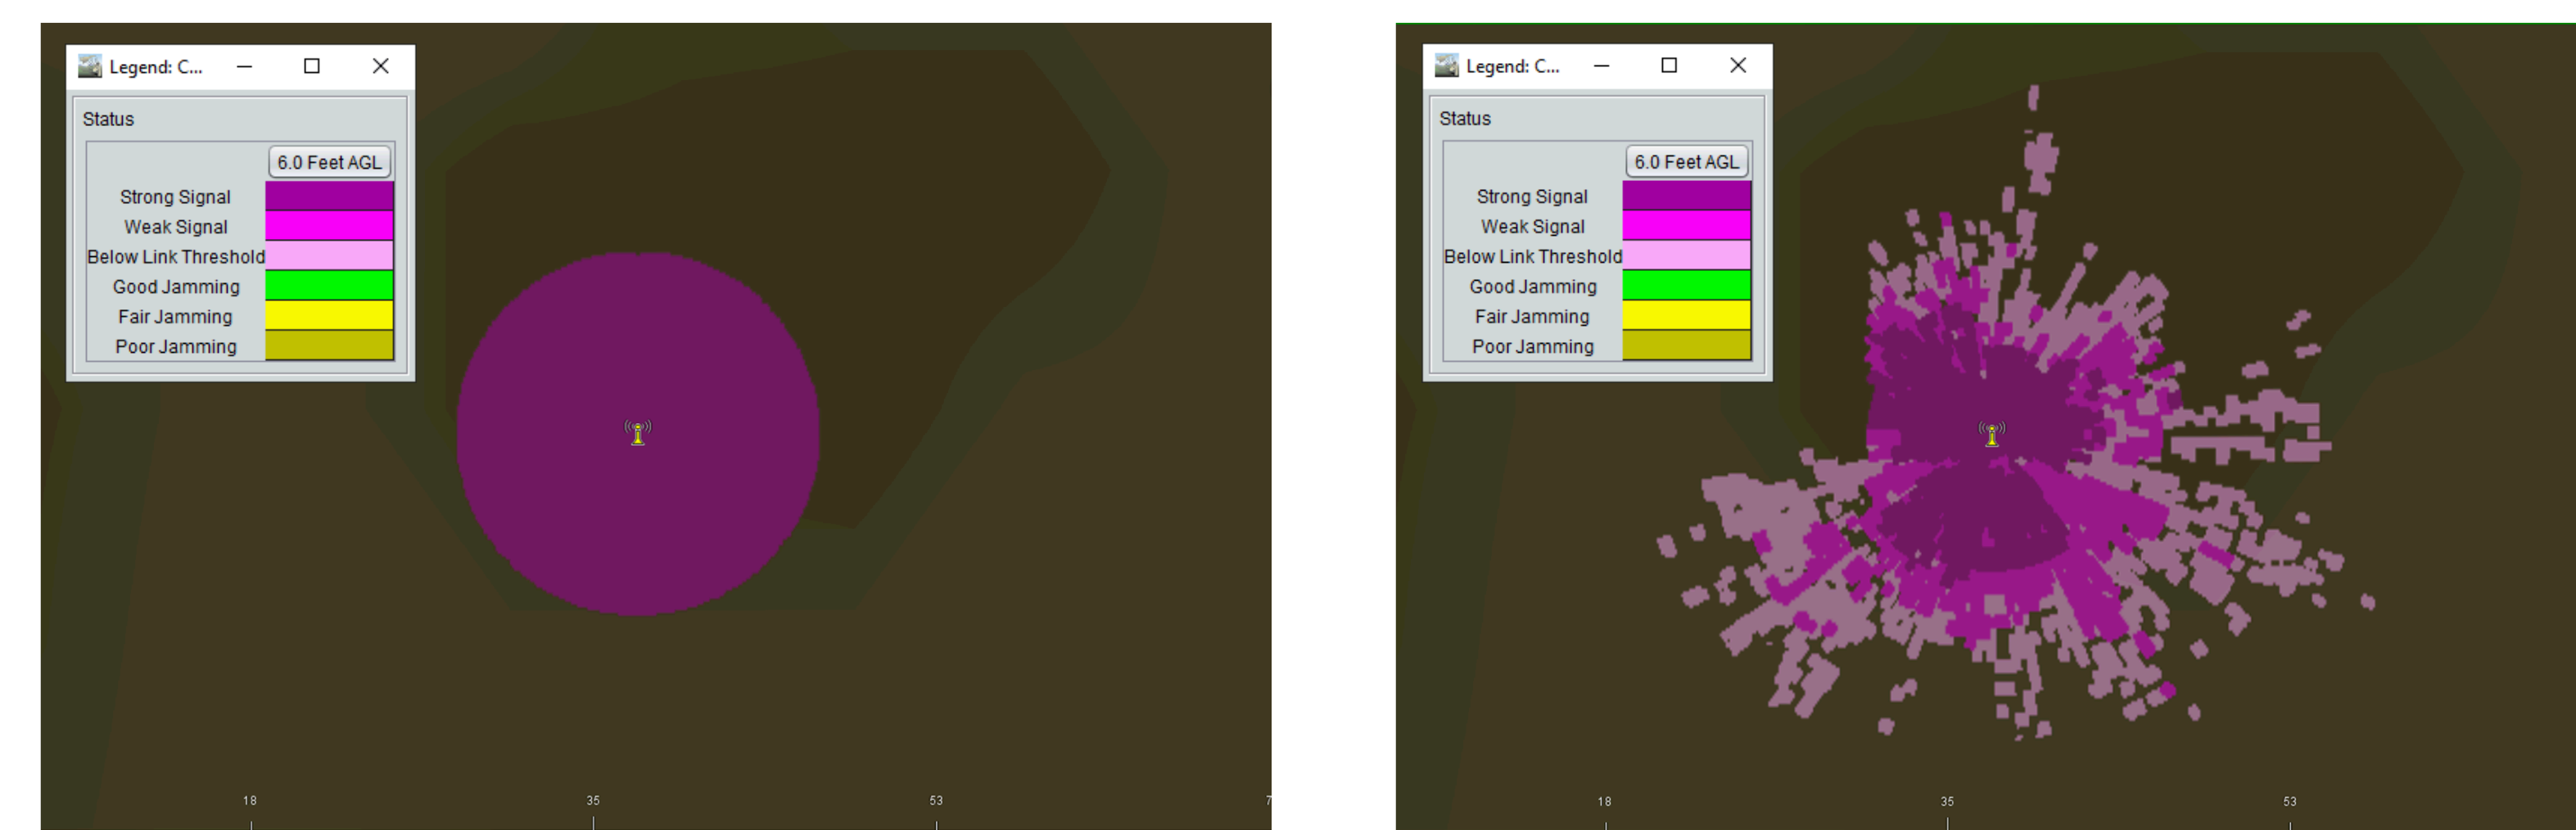 Legend: C...
Status
6.0 Feet AGL
Strong Signal
Weak Signal
Below Link Threshold
Good Jamming
Fair Jamming
Poor Jamming
18 35 53 7
Legend: C...
Status
6.0 Feet AGL
Strong Signal
Weak Signal
Below Link Threshold
Good Jamming
Fair Jamming
Poor Jamming
18 35 53